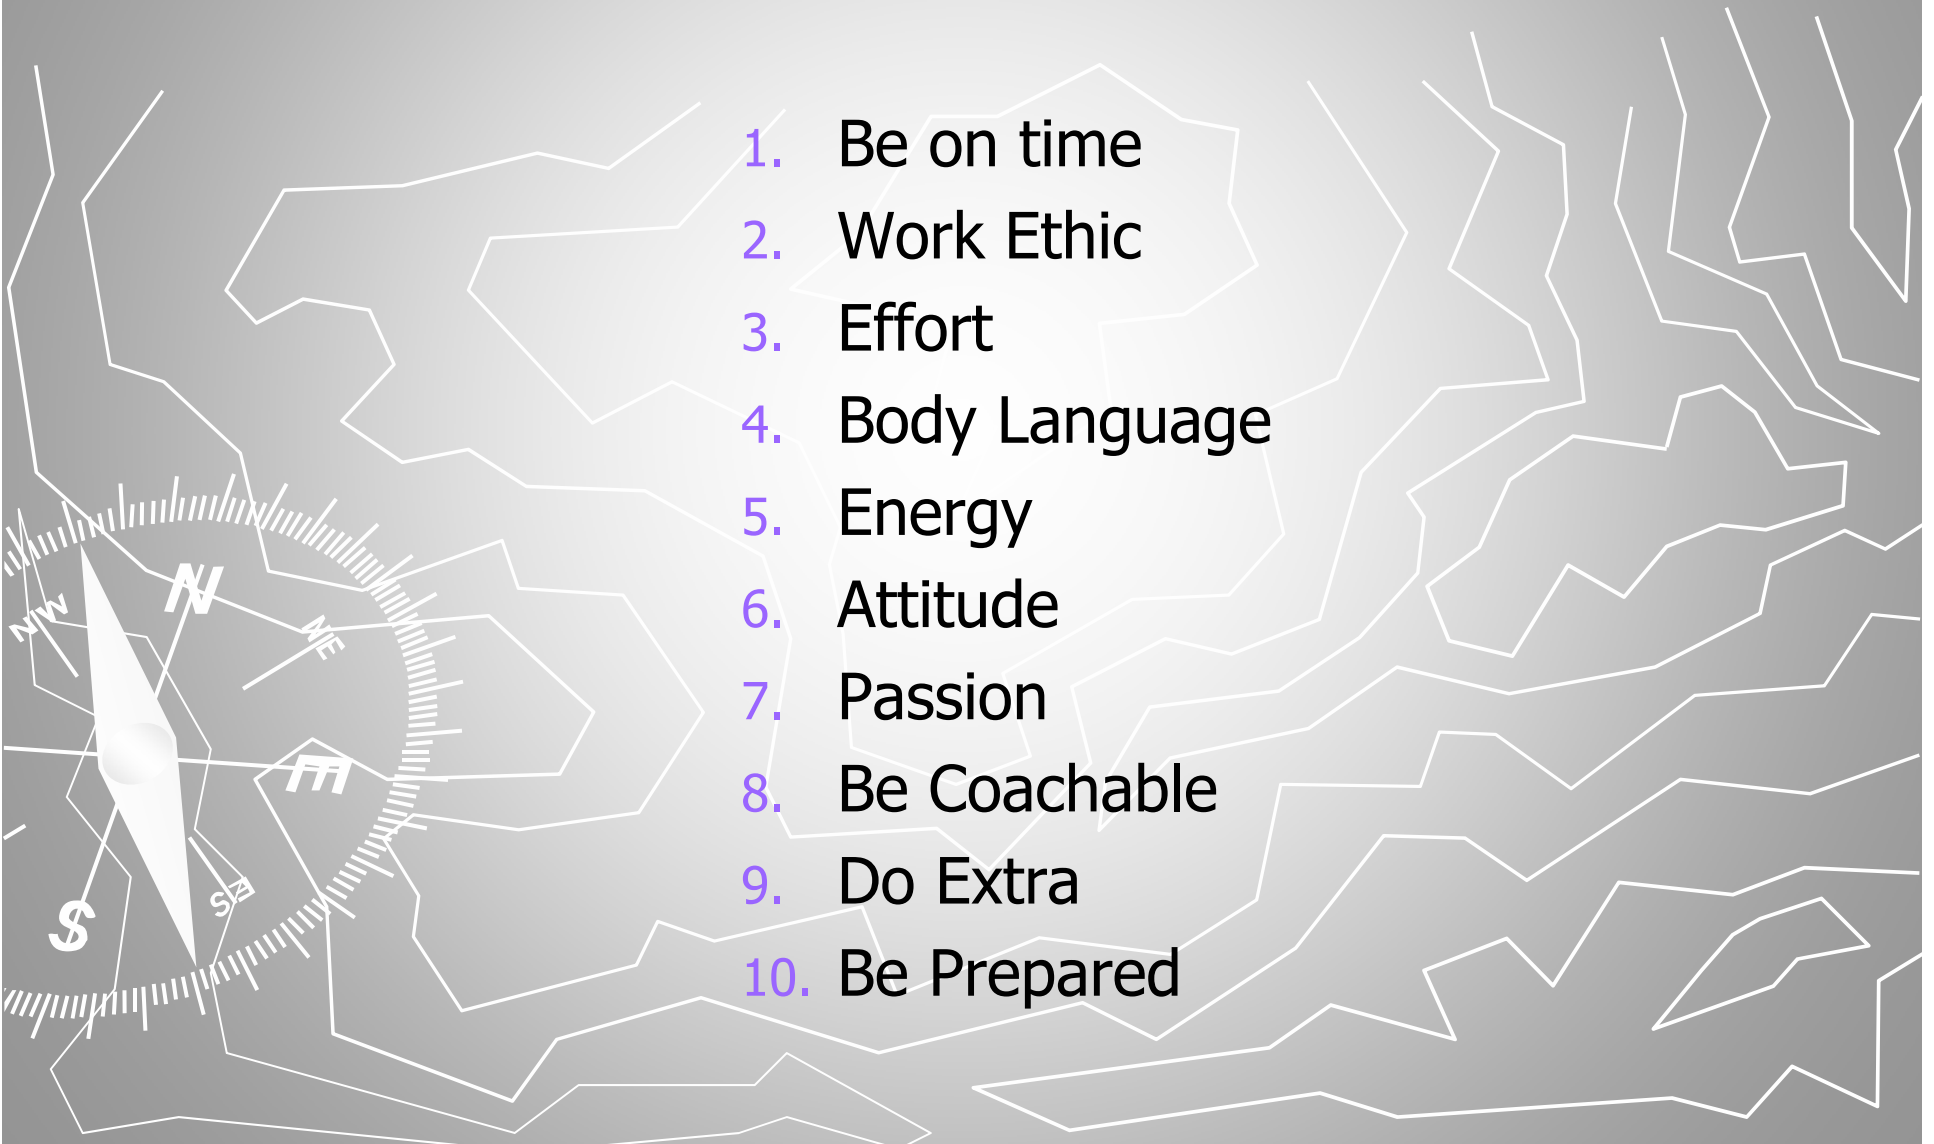 1. Be on time
2. Work Ethic
3. Effort
4. Body Language
5. Energy
6. Attitude
7. Passion
8. Be Coachable
9. Do Extra
10. Be Prepared
N
NW
NE
E
SE
S